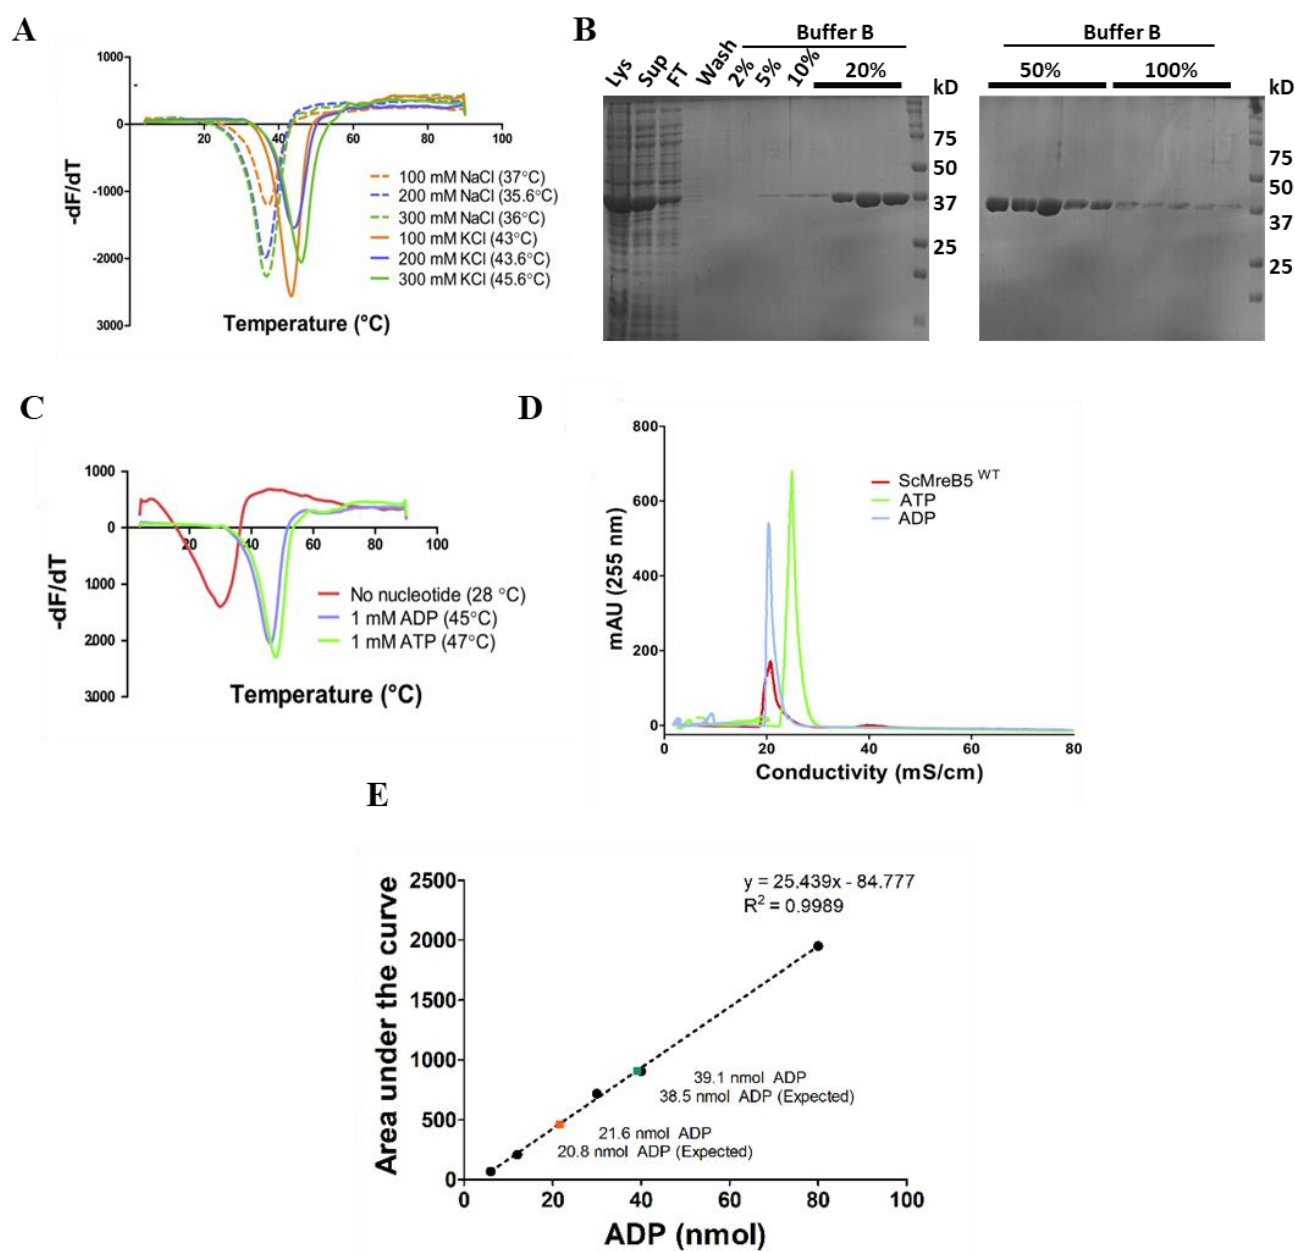 A
1000
0
-1000
-2000
3000
-dF/dT
20
40
60
80
100
Temperature (°C)
100 mM NaCl (37°C)
200 mM NaCl (35.6°C)
300 mM NaCl (36°C)
100 mM KCl (43°C)
200 mM KCl (43.6°C)
300 mM KCl (45.6°C)
B
Buffer B
Lys
Sup
FT
Wash
2%
5%
10%
20%
kD
75
50
37
25
Buffer B
50%
100%
kD
75
50
37
25
C
1000
0
1000
2000
3000
-dF/dT
20
40
60
80
100
No nucleotide (28 °C)
1 mM ADP (45°C)
1 mM ATP (47°C)
Temperature (°C)
D
800
600
400
200
0
mAU (255 nm)
ScMreB5 WT
ATP
ADP
0
20
40
60
80
Conductivity (mS/cm)
E
2500
2000
1500
1000
500
0
Area under the curve
y = 25.439x - 84.777
R2 = 0.9989
39.1 nmol ADP
38.5 nmol ADP (Expected)
21.6 nmol ADP
20.8 nmol ADP (Expected)
0
20
40
60
80
100
ADP (nmol)